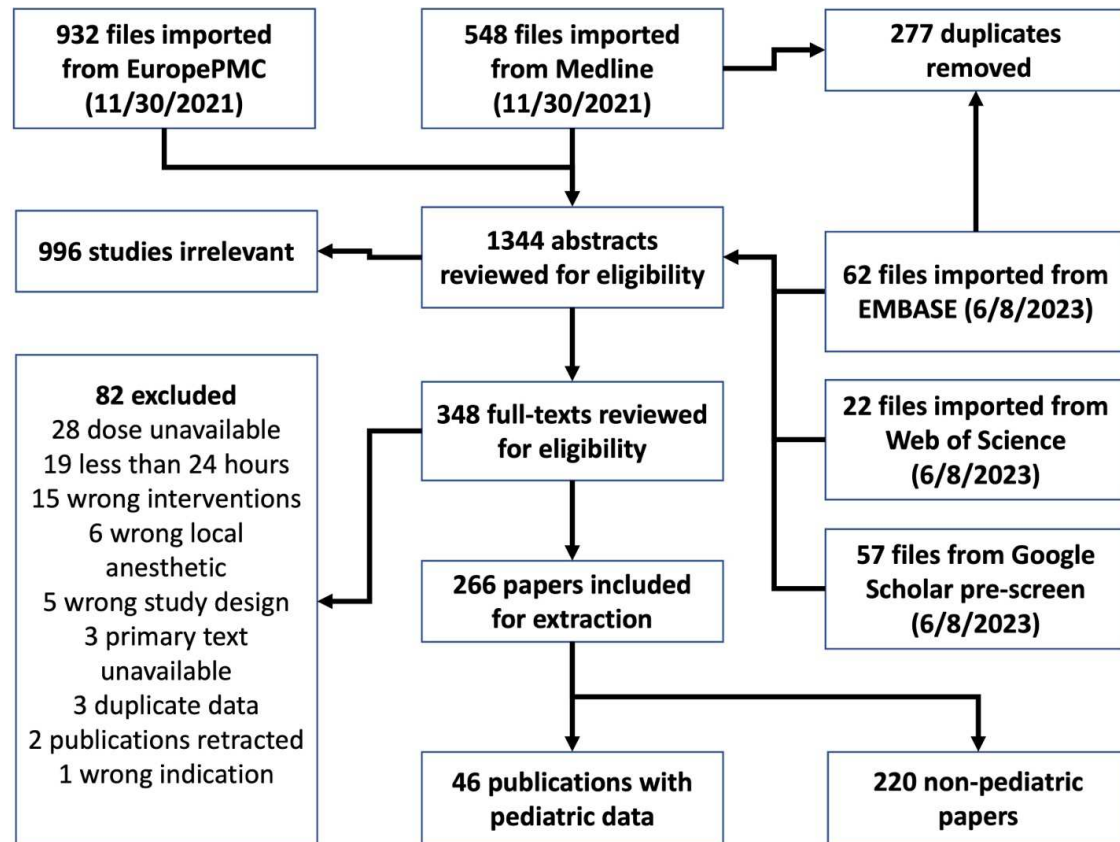 932 files imported
from EuropePMC
(11/30/2021)
548 files imported
from Medline
(11/30/2021)
277 duplicates
removed
996 studies irrelevant
1344 abstracts
reviewed for eligibility
62 files imported from
EMBASE (6/8/2023)
82 excluded
28 dose unavailable
19 less than 24 hours
15 wrong interventions
6 wrong local
anesthetic
5 wrong study design
3 primary text
unavailable
3 duplicate data
2 publications retracted
1 wrong indication
348 full-texts reviewed
for eligibility
22 files imported from
Web of Science
(6/8/2023)
266 papers included
for extraction
57 files from Google
Scholar pre-screen
(6/8/2023)
46 publications with
pediatric data
220 non-pediatric
papers